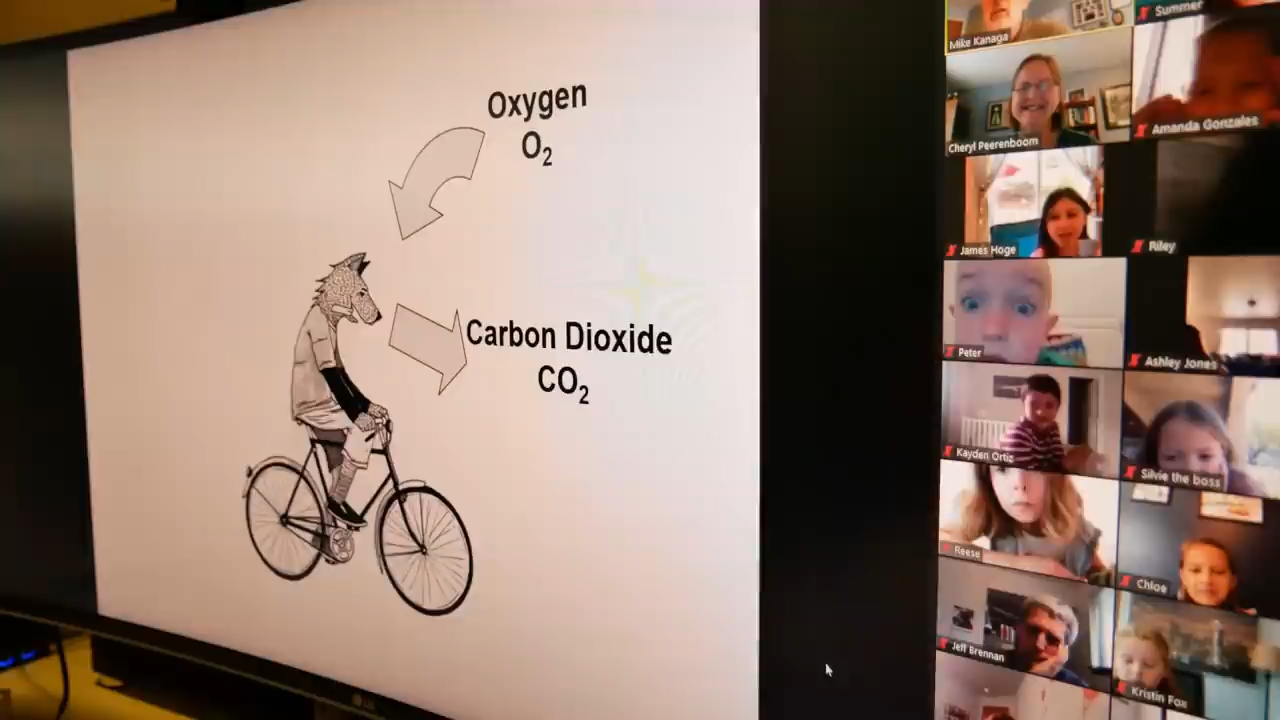 Oxygen
O₂
Carbon Dioxide
CO₂
Mike Kanaga
Summer
Cheryl Peerenboom
Amanda Gonzales
James Hoge
Riley
Peter
Ashley Jones
Kayden Ortiz
Silvie the boss
Reese
Chloe
Jeff Brennan
Kristin Fox
LG